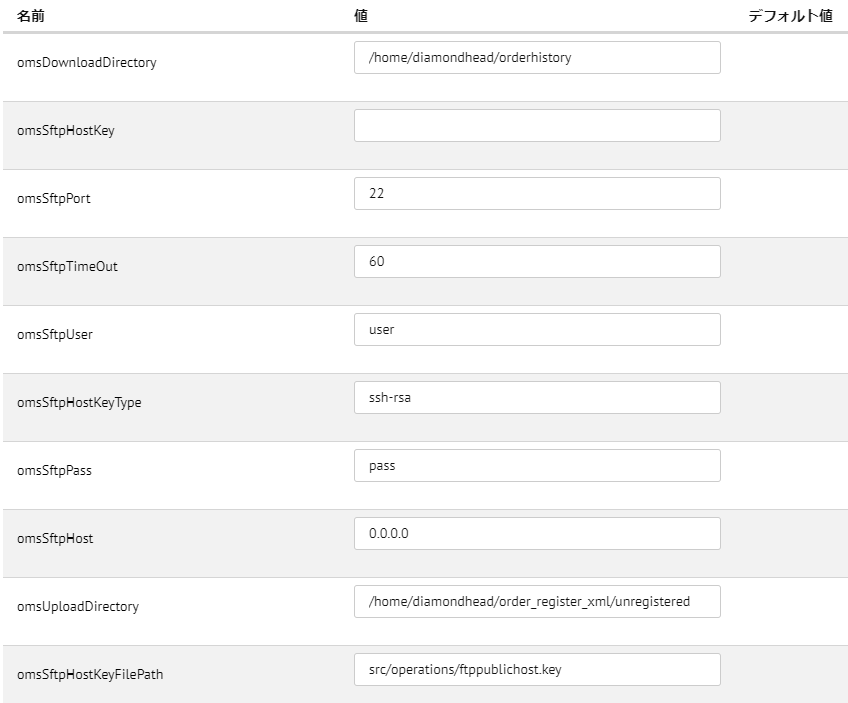 名前 値 デフォルト値
omsDownloadDirectory /home/diamondhead/orderhistory
omsSftpHostKey
omsSftpPort 22
omsSftpTimeOut 60
omsSftpUser user
omsSftpHostKeyType ssh-rsa
omsSftpPass pass
omsSftpHost 0.0.0.0
omsUploadDirectory /home/diamondhead/order_register_xml/unregistered
omsSftpHostKeyFilePath src/operations/ftppublichost.key